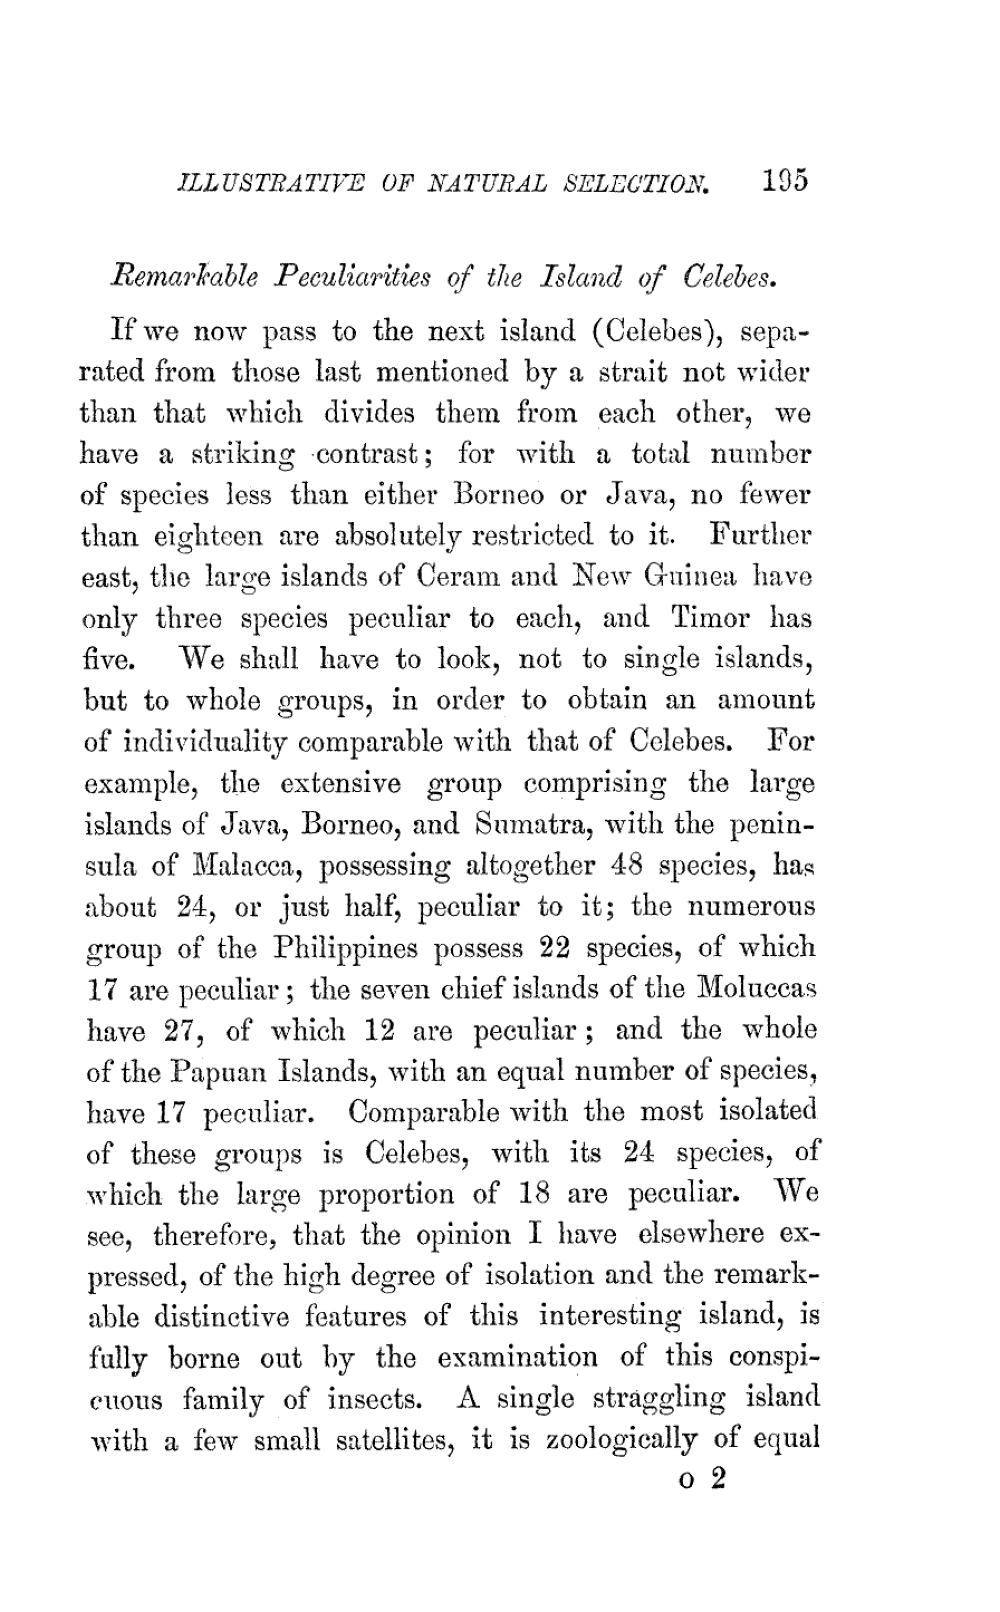 ILLUSTRATIVE OF NATURAL SELECTION. 195
Remarkable Peculiarities of the Island of Celebes.
If we now pass to the next island (Celebes), sepa-
rated from those last mentioned by a strait not wider
than that which divides them from each other, we
have a striking contrast; for with a total number
of species less than either Borneo or Java, no fewer
than eighteen are absolutely restricted to it. Further
east, the large islands of Ceram and New Guinea have
only three species peculiar to each, and Timor has
five. We shall have to look, not to single islands,
but to whole groups, in order to obtain an amount
of individuality comparable with that of Celebes. For
example, the extensive group comprising the large
islands of Java, Borneo, and Sumatra, with the penin-
sula of Malacca, possessing altogether 48 species, has
about 24, or just half, peculiar to it; the numerous
group of the Philippines possess 22 species, of which
17 are peculiar; the seven chief islands of the Moluccas
have 27, of which 12 are peculiar; and the whole
of the Papuan Islands, with an equal number of species,
have 17 peculiar. Comparable with the most isolated
of these groups is Celebes, with its 24 species, of
which the large proportion of 18 are peculiar. We
see, therefore, that the opinion I have elsewhere ex-
pressed, of the high degree of isolation and the remark-
able distinctive features of this interesting island, is
fully borne out by the examination of this conspi-
cuous family of insects. A single straggling island
with a few small satellites, it is zoologically of equal
o 2